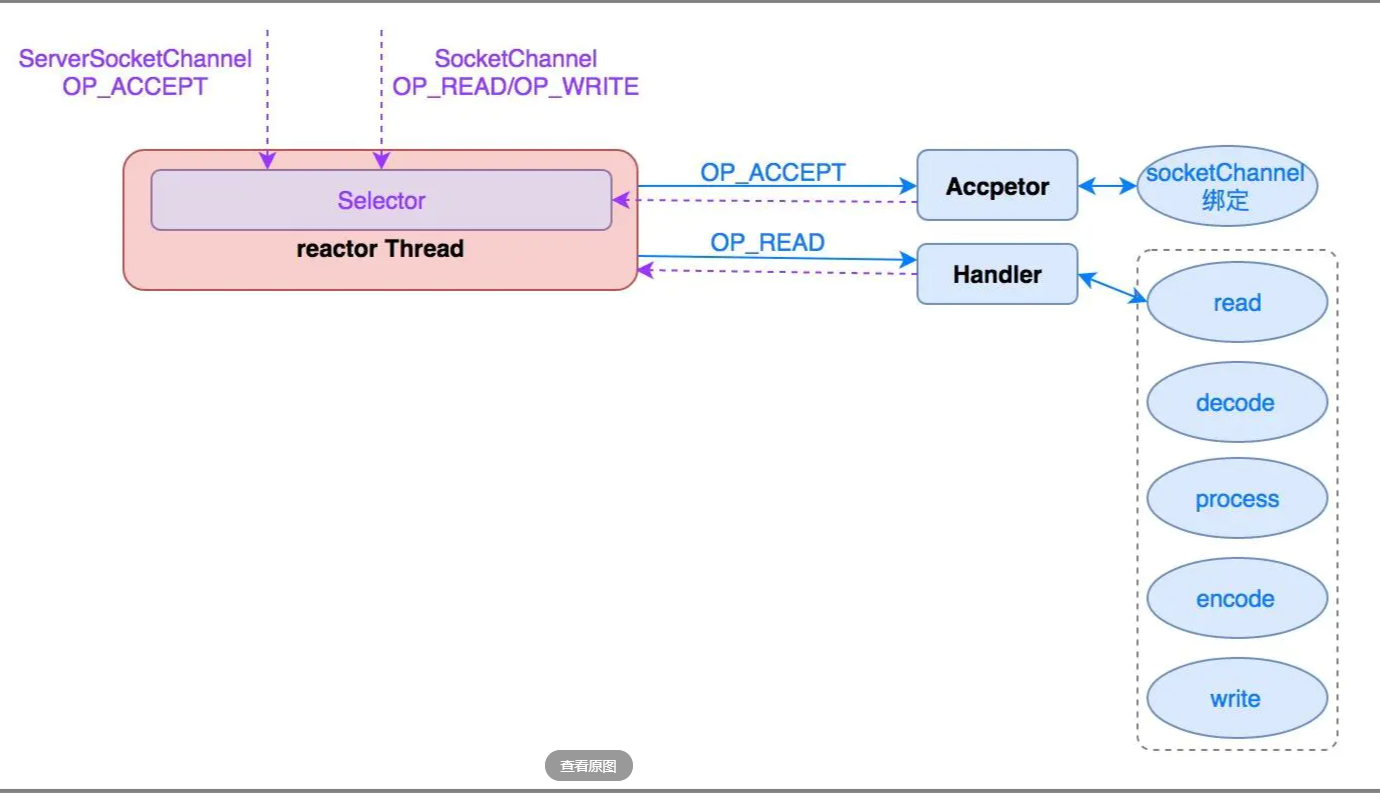 ServerSocketChannel
OP_ACCEPT
SocketChannel
OP_READ/OP_WRITE
Selector
reactor Thread
OP_ACCEPT
Accpetor
socketChannel
绑定
OP_READ
Handler
read
decode
process
encode
write
查看原图